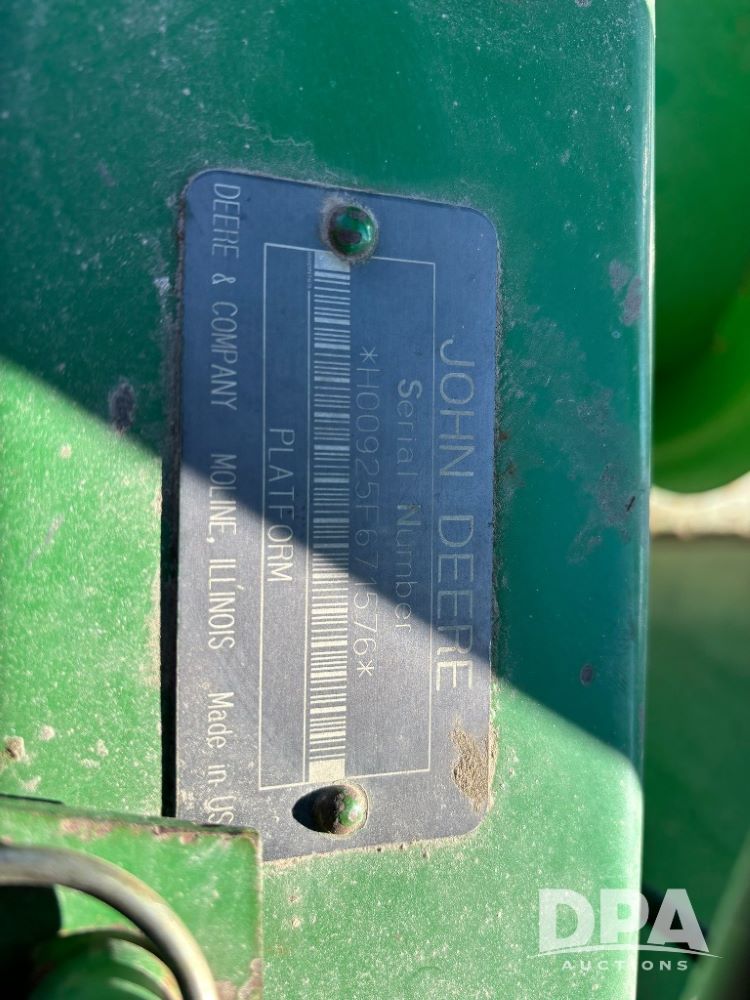 JOHN DEERE
Serial Number
*H00925F671576*
PLATFORM
DEERE & COMPANY MOLINE, ILLINOIS Made in US
DPA
AUCTIONS